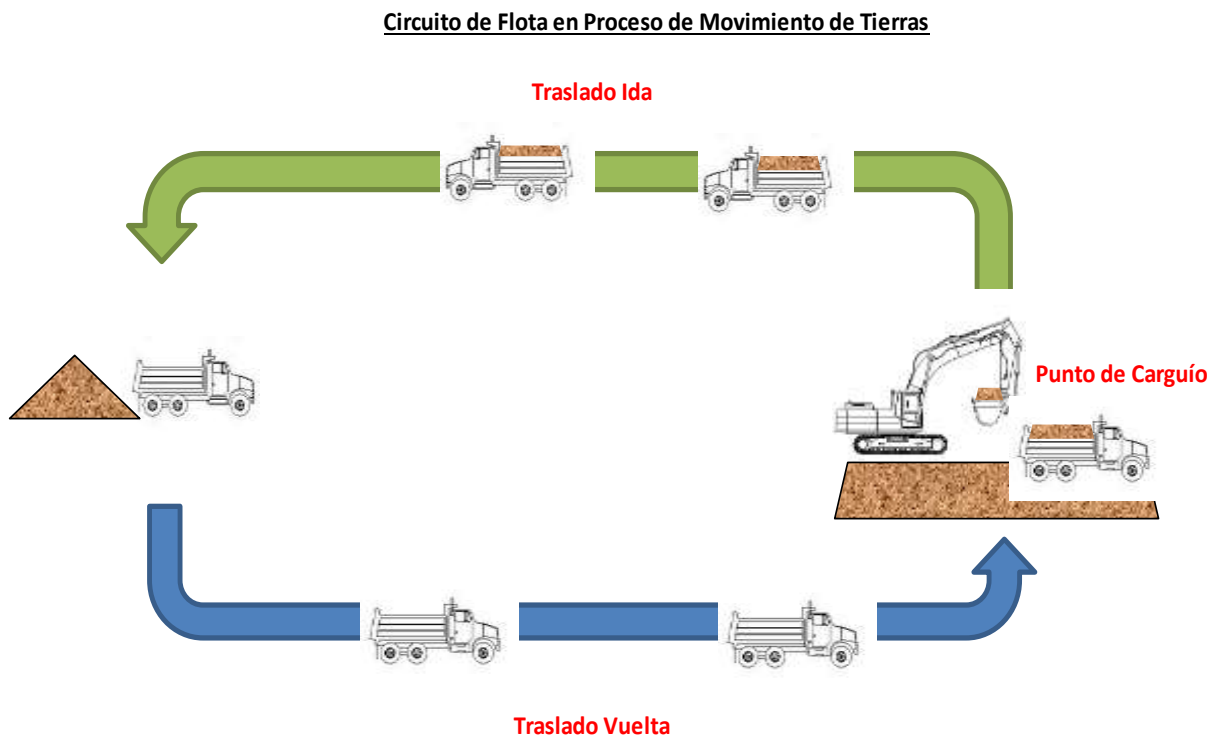 Circuito de Flota en Proceso de Movimiento de Tierras
Traslado Ida
Punto de Carguío
Traslado Vuelta